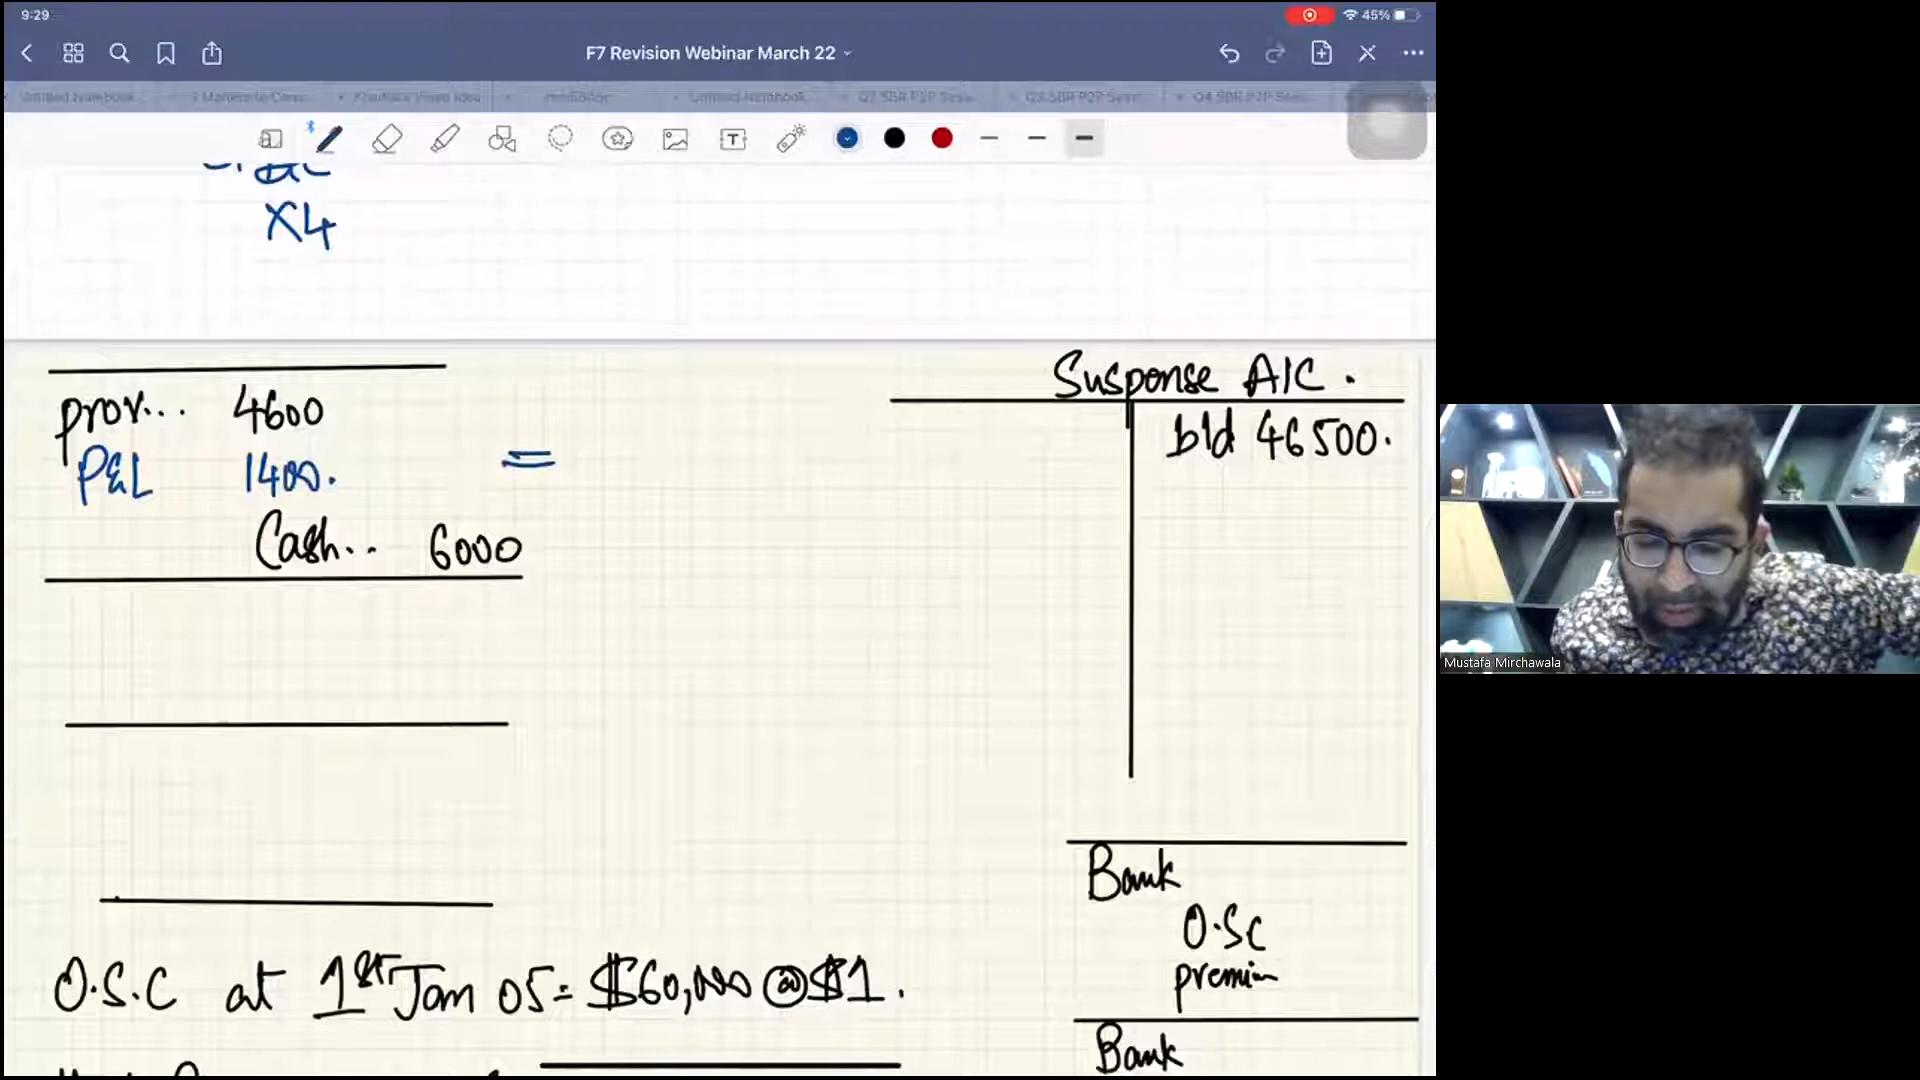 9:29
45%
F7 Revision Webinar March 22
X4
prov... 4600
P&L 1400.
Cash.. 6000
=
Suspense A/C.
b/d 46500.
Bank
O.SC
premium
Bank
O.S.C at 1st Jan 05 = $60,000 @ $1.
Mustafa Mirchawala